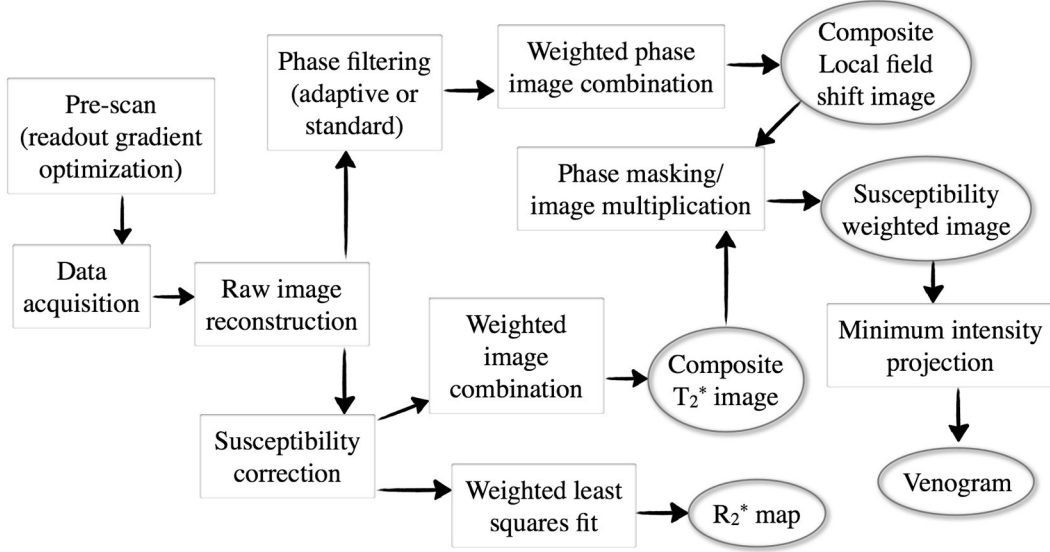 Pre-scan
(readout gradient
optimization)
Data
acquisition
Raw image
reconstruction
Phase filtering
(adaptive or
standard)
Weighted phase
image combination
Composite
Local field
shift image
Phase masking/
image multiplication
Susceptibility
weighted image
Minimum intensity
projection
Venogram
Susceptibility
correction
Weighted
image
combination
Composite
T₂* image
Weighted least
squares fit
R₂* map